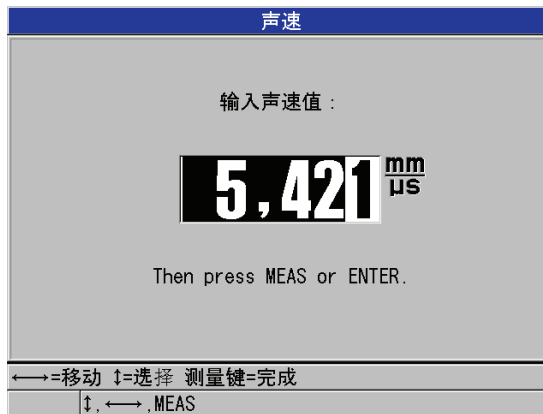 声速
输入声速值：
5,421 mm/µs
Then press MEAS or ENTER.
←→=移动 ↕=选择 测量键=完成
↕,←→,MEAS